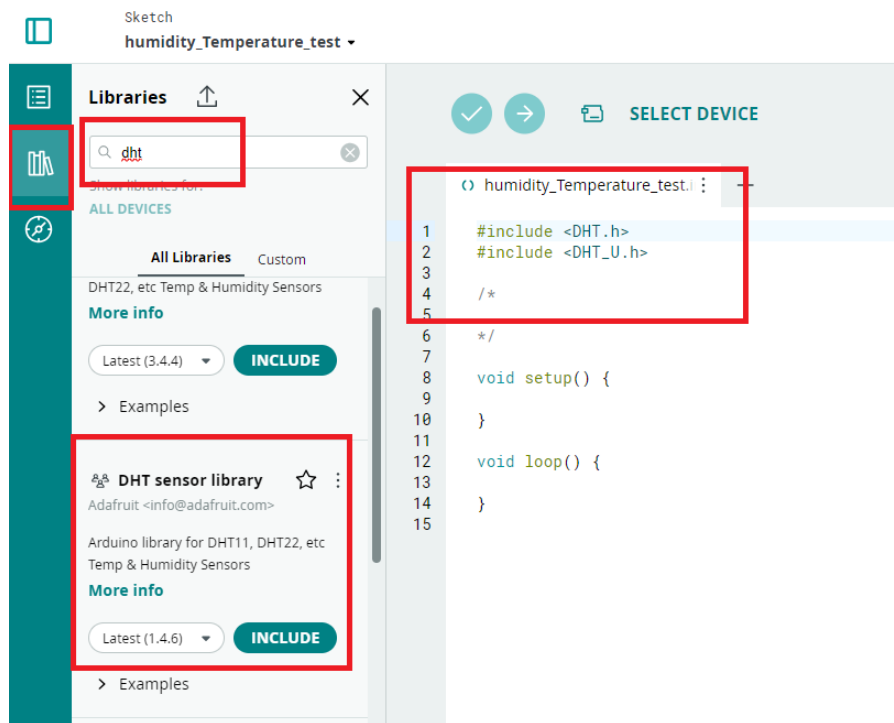 Sketch
humidity_Temperature_test
Libraries
dht
Show libraries for:
ALL DEVICES
All Libraries
Custom
DHT22, etc Temp & Humidity Sensors
More info
Latest (3.4.4)
INCLUDE
Examples
DHT sensor library
Adafruit <info@adafruit.com>
Arduino library for DHT11, DHT22, etc
Temp & Humidity Sensors
More info
Latest (1.4.6)
INCLUDE
Examples
SELECT DEVICE
humidity_Temperature_test.
1 #include <DHT.h>
2 #include <DHT_U.h>
3
4 /*
5
6 */
7
8 void setup() {
9
10 }
11
12 void loop() {
13
14 }
15